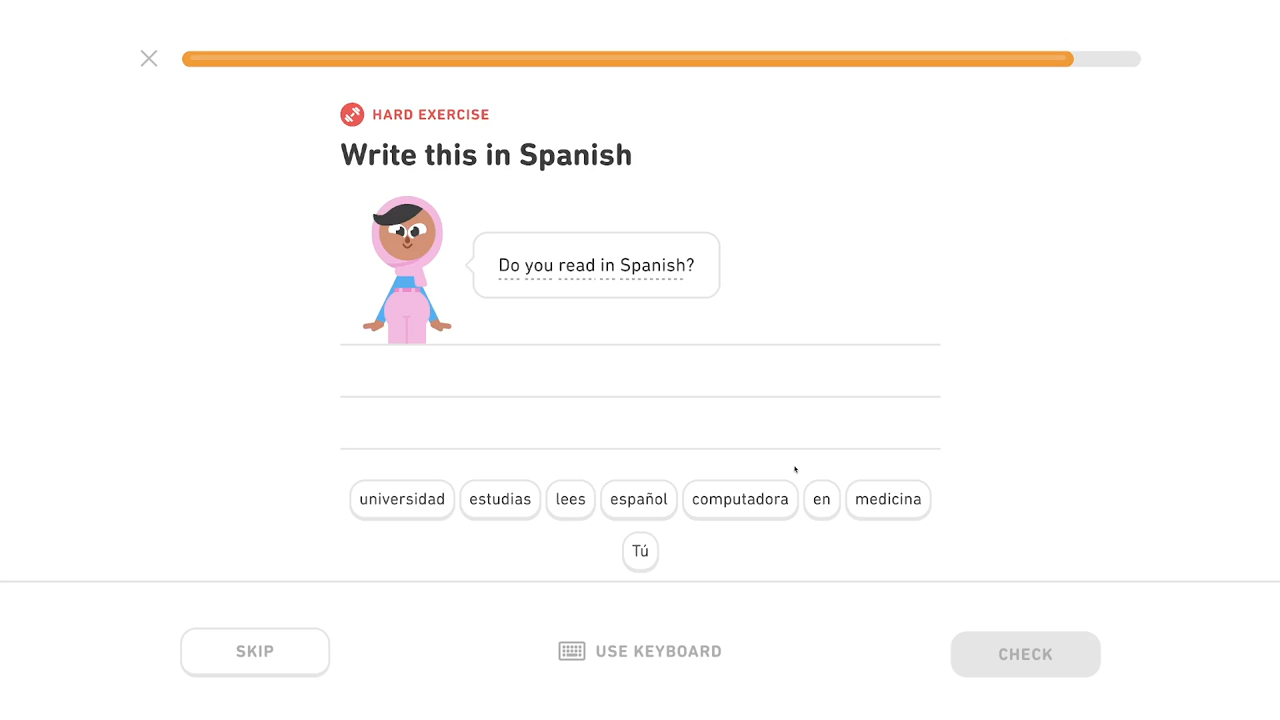 HARD EXERCISE
Write this in Spanish
Do you read in Spanish?
universidad estudias lees español computadora en medicina
Tú
SKIP USE KEYBOARD CHECK